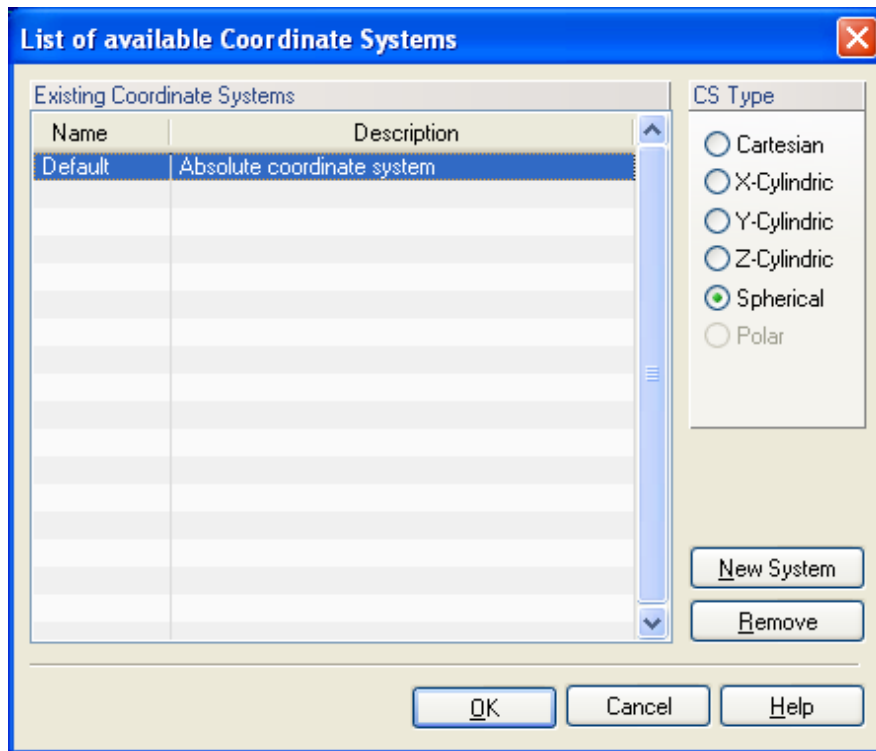 List of available Coordinate Systems
Existing Coordinate Systems
Name Description
Default Absolute coordinate system
CS Type
Cartesian
X-Cylindric
Y-Cylindric
Z-Cylindric
Spherical
Polar
New System
Remove
OK Cancel Help